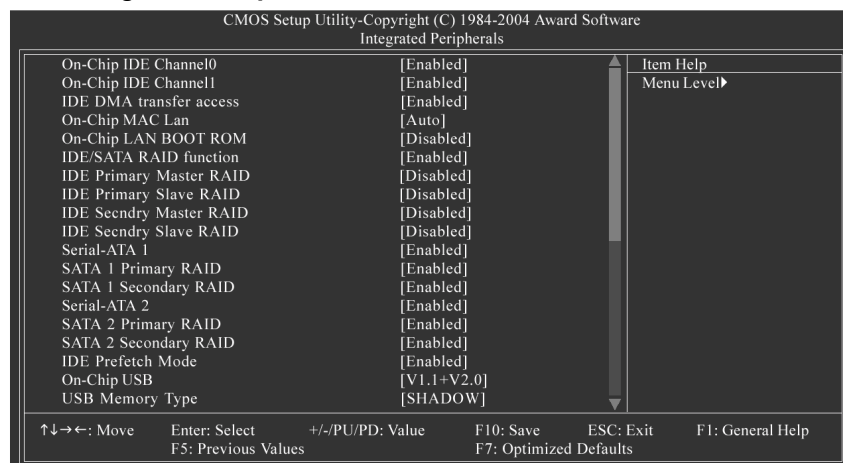 CMOS Setup Utility-Copyright (C) 1984-2004 Award Software
Integrated Peripherals
On-Chip IDE Channel0 [Enabled] Item Help
On-Chip IDE Channel1 [Enabled] Menu Level▶
IDE DMA transfer access [Enabled]
On-Chip MAC Lan [Auto]
On-Chip LAN BOOT ROM [Disabled]
IDE/SATA RAID function [Enabled]
IDE Primary Master RAID [Disabled]
IDE Primary Slave RAID [Disabled]
IDE Secndry Master RAID [Disabled]
IDE Secndry Slave RAID [Disabled]
Serial-ATA 1 [Enabled]
SATA 1 Primary RAID [Enabled]
SATA 1 Secondary RAID [Enabled]
Serial-ATA 2 [Enabled]
SATA 2 Primary RAID [Enabled]
SATA 2 Secondary RAID [Enabled]
IDE Prefetch Mode [Enabled]
On-Chip USB [V1.1+V2.0]
USB Memory Type [SHADOW]
↑↓→←: Move Enter: Select +/-/PU/PD: Value F10: Save ESC: Exit F1: General Help
F5: Previous Values F7: Optimized Defaults